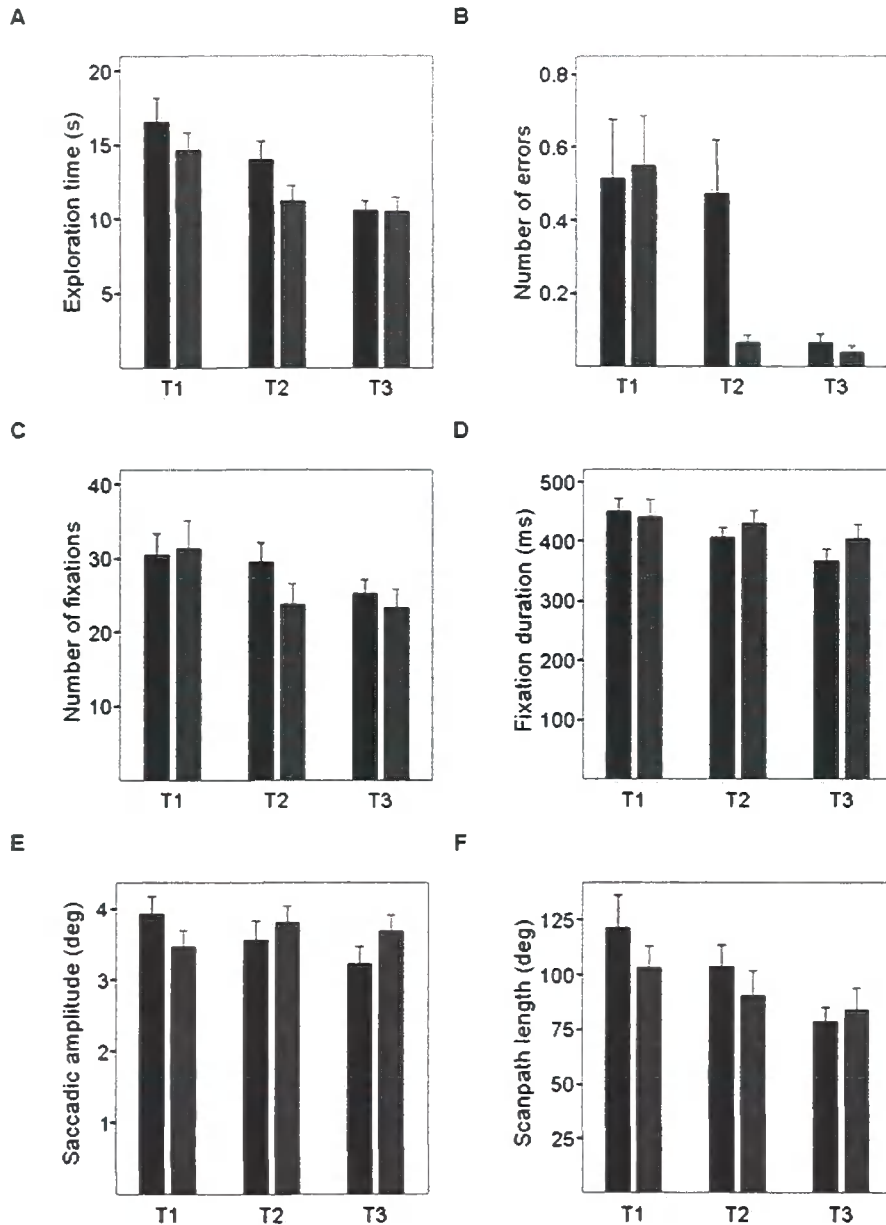 A
Exploration time (s)
20
15
10
5
T1 T2 T3
B
Number of errors
0.8
0.6
0.4
0.2
T1 T2 T3
C
Number of fixations
40
30
20
10
T1 T2 T3
D
Fixation duration (ms)
500
400
300
200
100
T1 T2 T3
E
Saccadic amplitude (deg)
4
3
2
1
T1 T2 T3
F
Scanpath length (deg)
125
100
75
50
25
T1 T2 T3